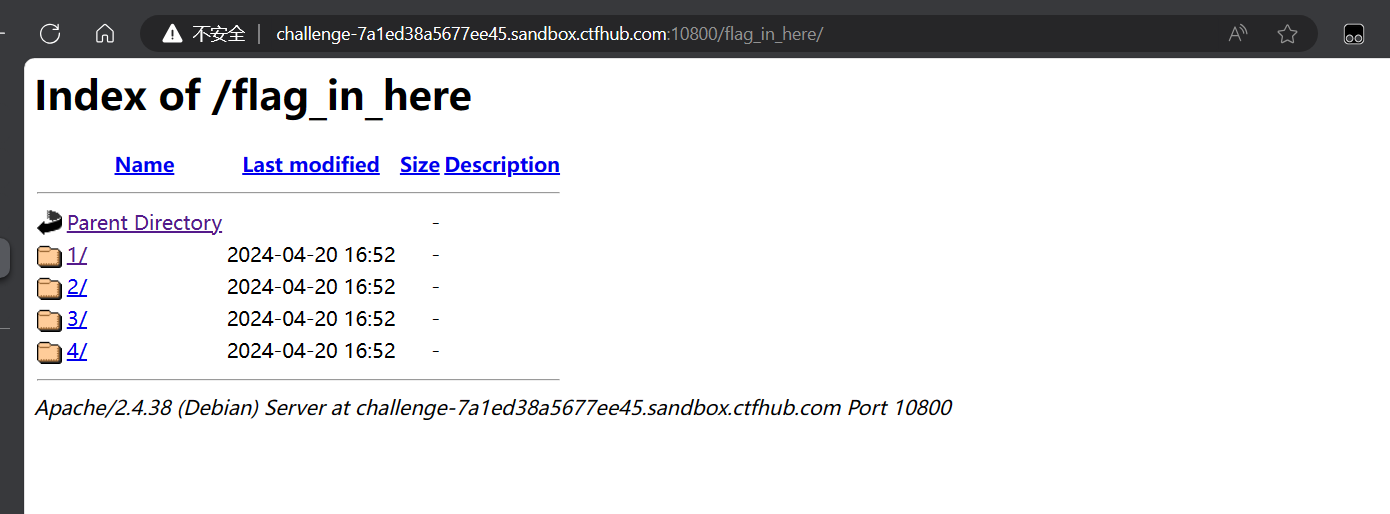 不安全 challenge-7a1ed38a5677ee45.sandbox.ctfhub.com:10800/flag_in_here/
Index of /flag_in_here
Name Last modified Size Description
Parent Directory -
1/ 2024-04-20 16:52 -
2/ 2024-04-20 16:52 -
3/ 2024-04-20 16:52 -
4/ 2024-04-20 16:52 -
Apache/2.4.38 (Debian) Server at challenge-7a1ed38a5677ee45.sandbox.ctfhub.com Port 10800